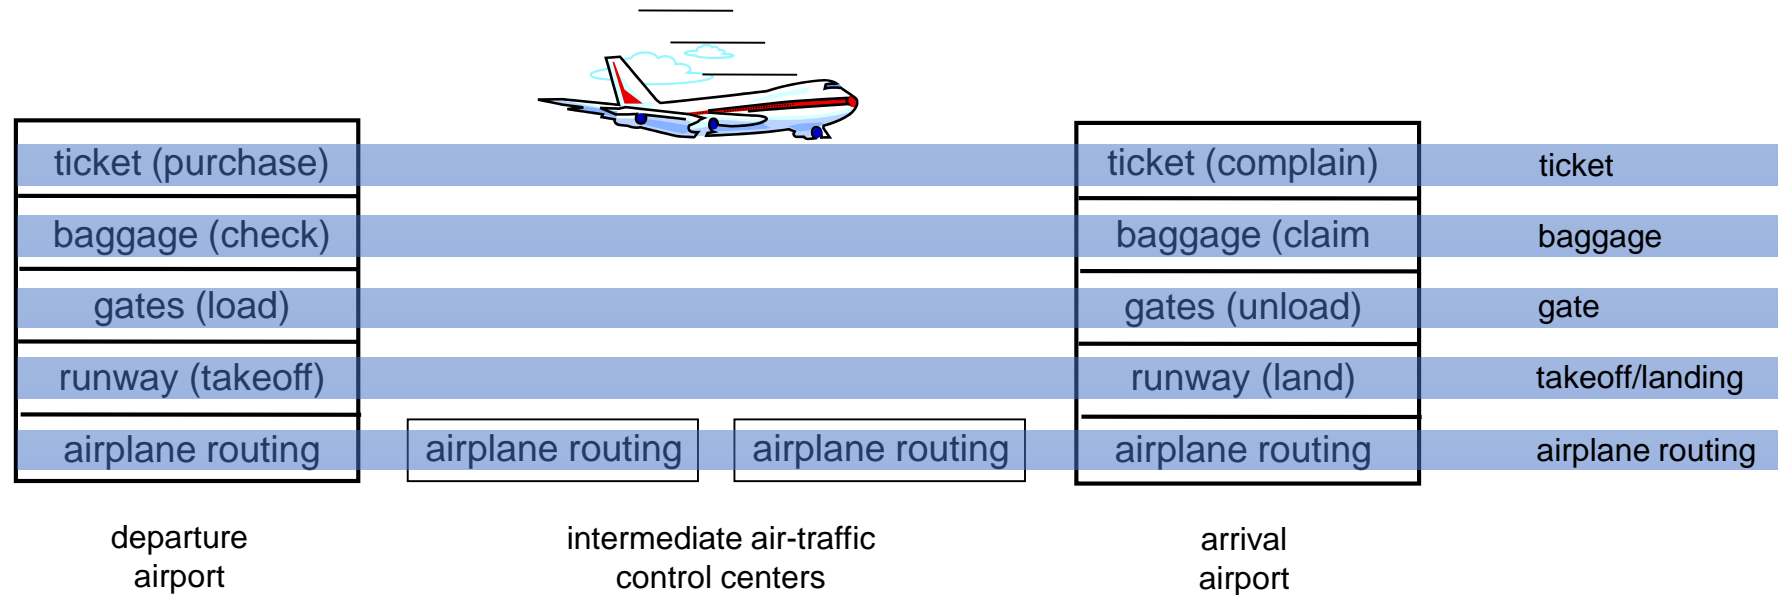 ticket (purchase)
ticket (complain)
ticket
baggage (check)
baggage (claim
baggage
gates (load)
gates (unload)
gate
runway (takeoff)
runway (land)
takeoff/landing
airplane routing
airplane routing
airplane routing
airplane routing
airplane routing
departure
airport
intermediate air-traffic
control centers
arrival
airport